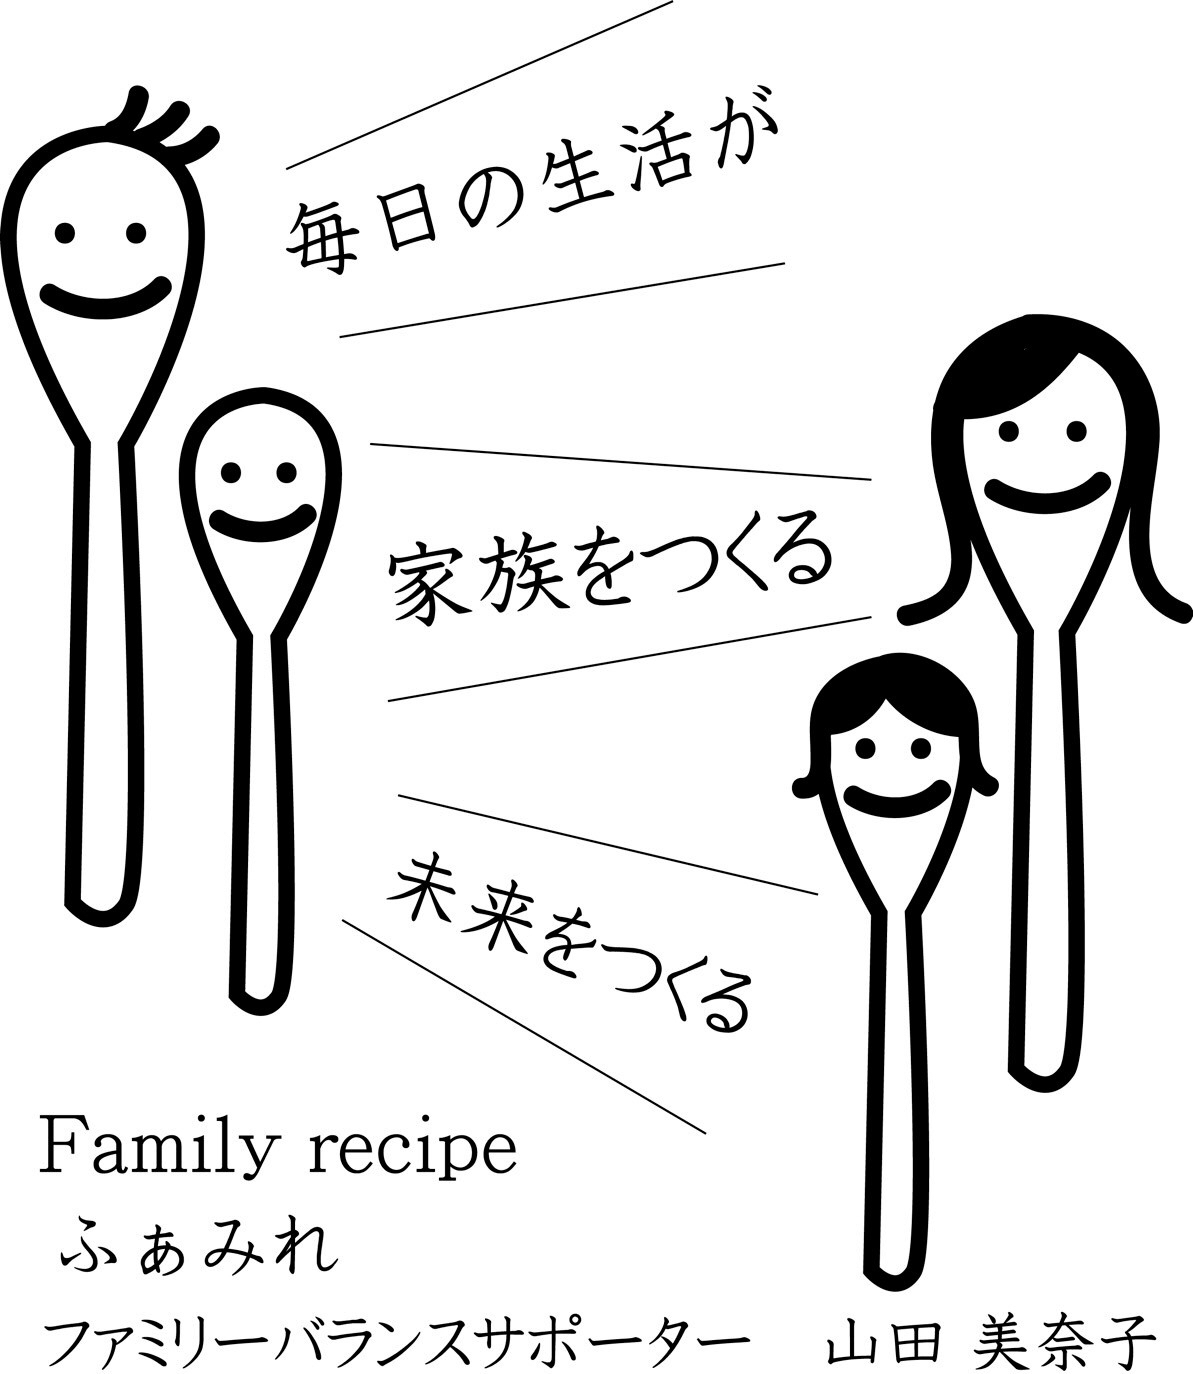 毎日の生活が
家族をつくる
未来をつくる
Family recipe
ふぁみれ
ファミリーバランスサポーター　山田 美奈子